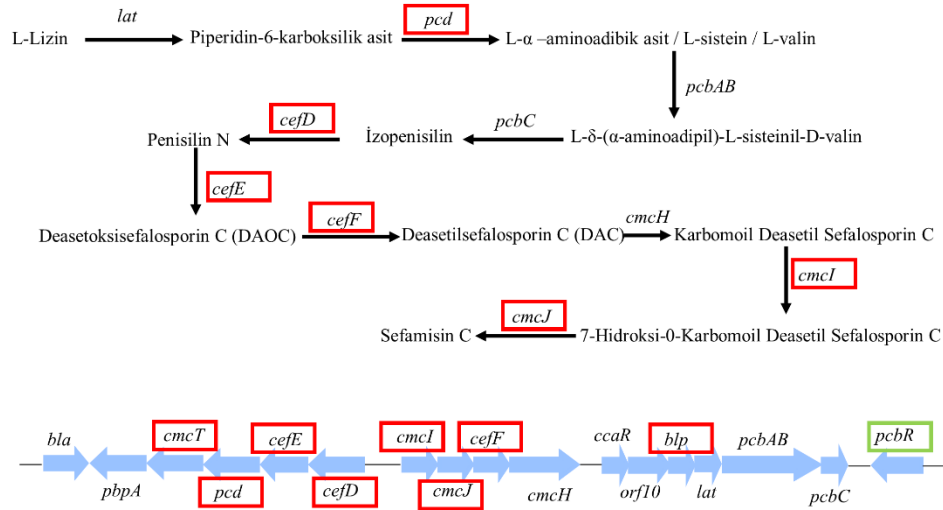 lat
pcd
L-Lizin
Piperidin-6-karboksilik asit
L-α –aminoadibik asit / L-sistein / L-valin
pcbAB
cefD
pcbC
Penisilin N
İzopenisilin
L-δ-(α-aminoadipil)-L-sisteinil-D-valin
cefE
cefF
cmcH
Deasetoksisefalosporin C (DAOC)
Deasetilsefalosporin C (DAC)
Karbomoil Deasetil Sefalosporin C
cmcI
cmcJ
Sefamisin C
7-Hidroksi-0-Karbomoil Deasetil Sefalosporin C
bla
cmcT
cefE
cmcI
cefF
ccaR
blp
pcbAB
pcbR
pbpA
pcd
cefD
cmcJ
cmcH
orf10
lat
pcbC